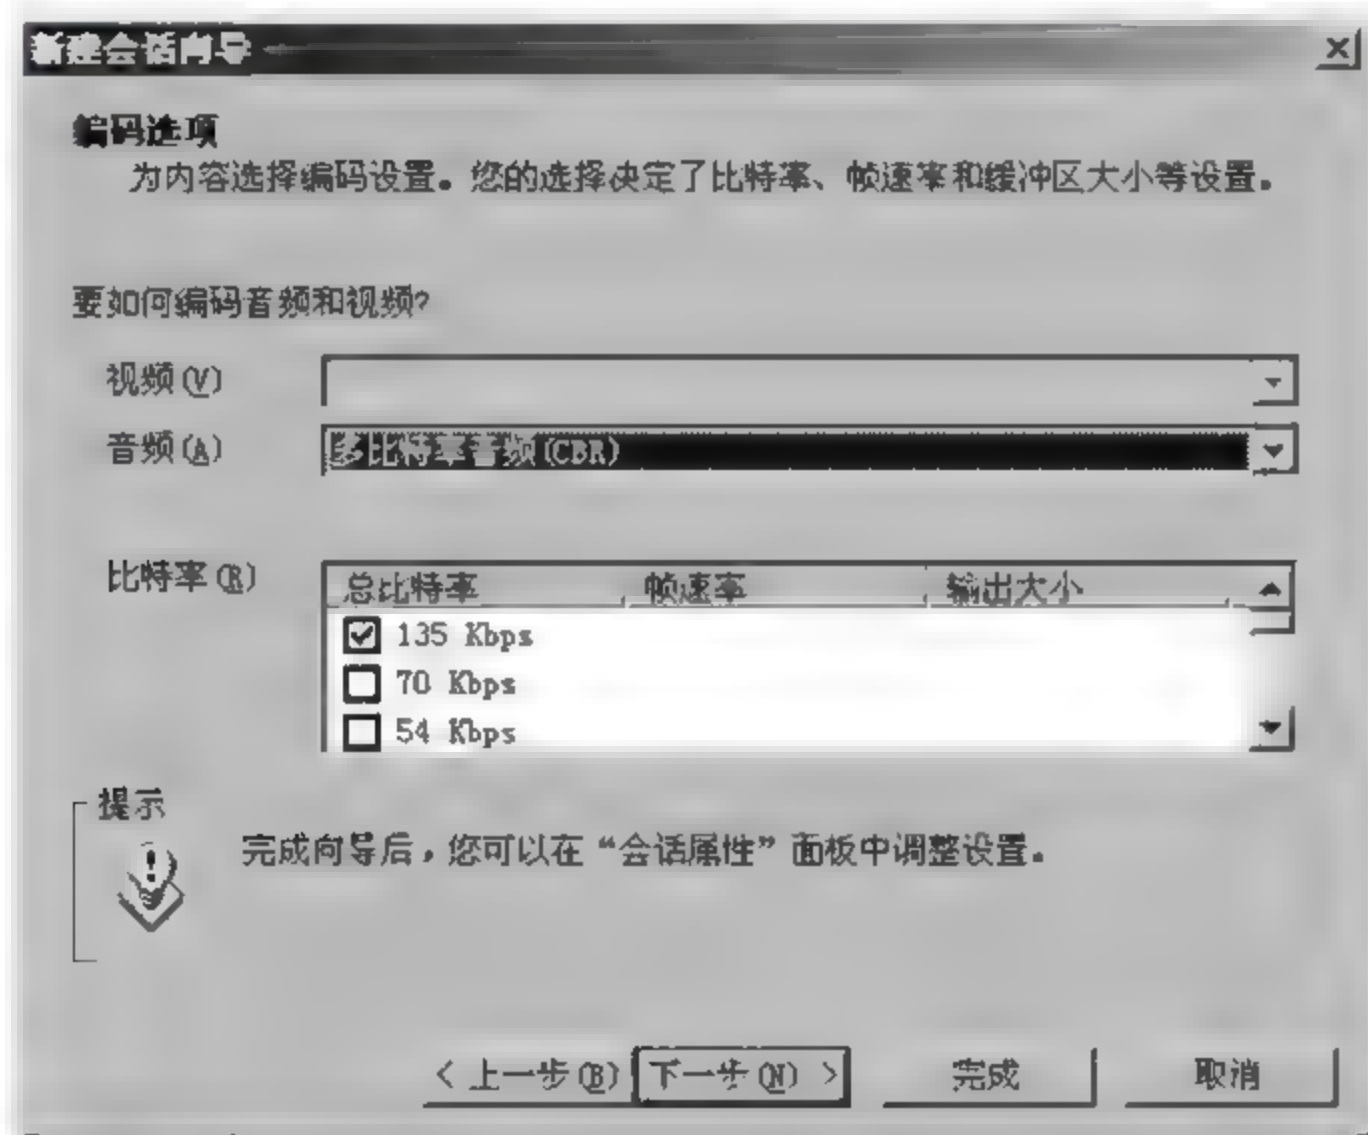 新建会话向导
编码选项
为内容选择编码设置。您的选择决定了比特率、帧速率和缓冲区大小等设置。
要如何编码音频和视频?
视频(V)
音频(A) 多比特率音频(CBR)
比特率(R) 总比特率 帧速率 输出大小
135 Kbps
70 Kbps
54 Kbps
提示
完成向导后，您可以在“会话属性”面板中调整设置。
< 上一步(B) 下一步(N) > 完成 取消